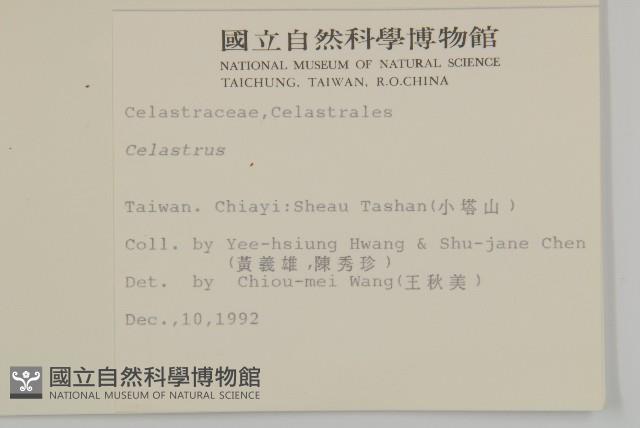 國立自然科學博物館
NATIONAL MUSEUM OF NATURAL SCIENCE
TAICHUNG, TAIWAN, R.O.CHINA
Celastraceae,Celastrales
Celastrus
Taiwan. Chiayi:Sheau Tashan(小塔山)
Coll. by Yee-hsiung Hwang & Shu-jane Chen
(黃義雄,陳秀珍)
Det. by Chiou-mei Wang(王秋美)
Dec.,10,1992
國立自然科學博物館
NATIONAL MUSEUM OF NATURAL SCIENCE